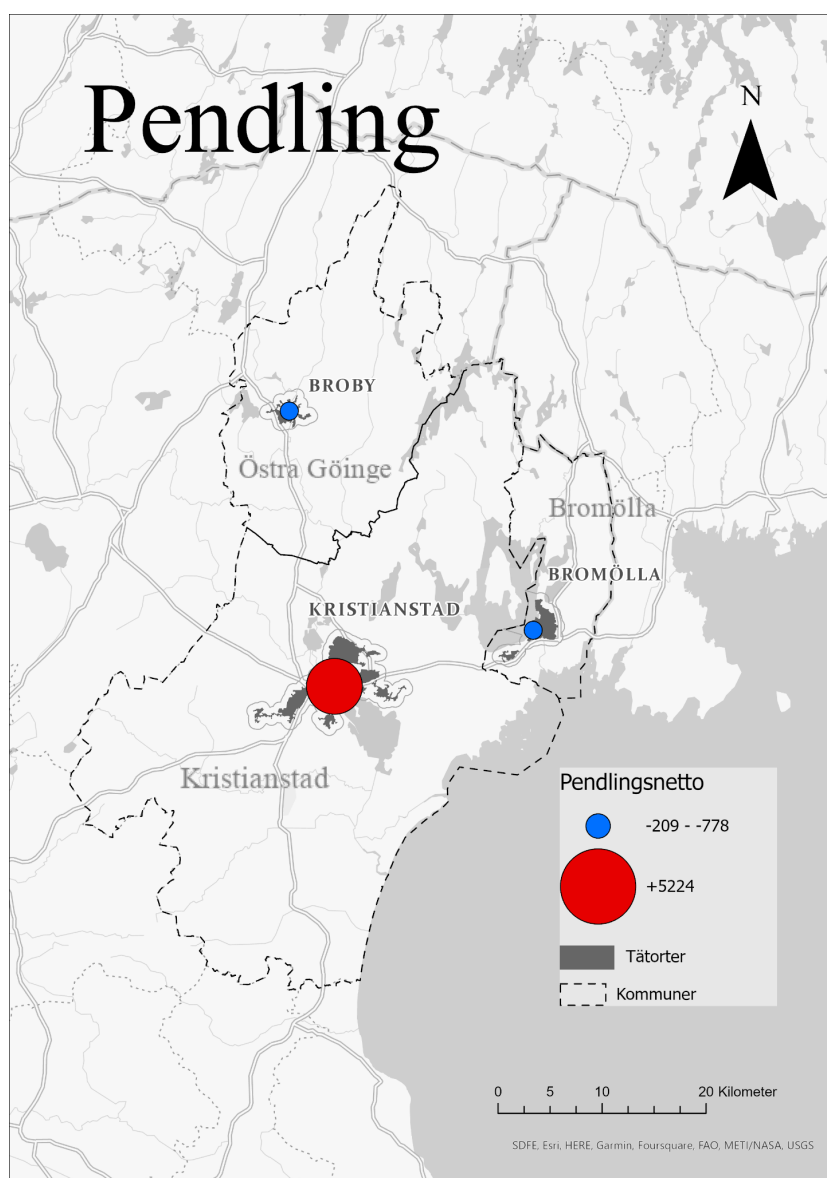 Pendling
N
BROBY
Östra Göinge
Bromölla
BROMÖLLA
KRISTIANSTAD
Kristianstad
Pendlingsnetto
-209 - -778
+5224
Tätorter
Kommuner
0 5 10 20 Kilometer
SDFE, Esri, HERE, Garmin, Foursquare, FAO, METI/NASA, USGS